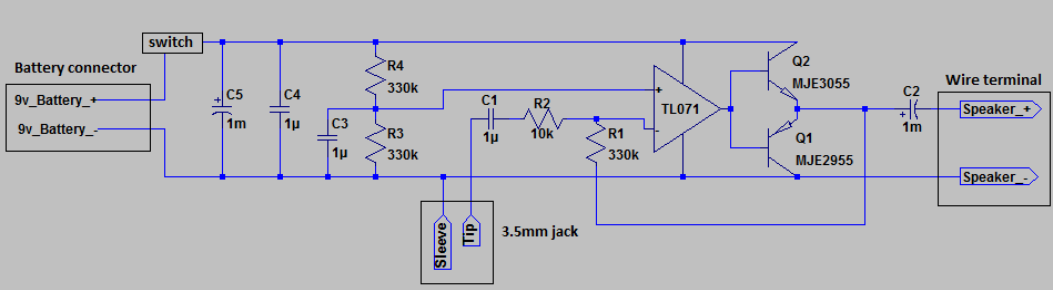 switch
Battery connector
9v_Battery_+
9v_Battery_-
C5
1m
C4
1µ
C3
1µ
R4
330k
R3
330k
C1
1µ
R2
10k
R1
330k
+
TL071
-
Q2
MJE3055
Q1
MJE2955
+
C2
1m
Wire terminal
Speaker_+
Speaker_-
Sleeve
Tip
3.5mm jack